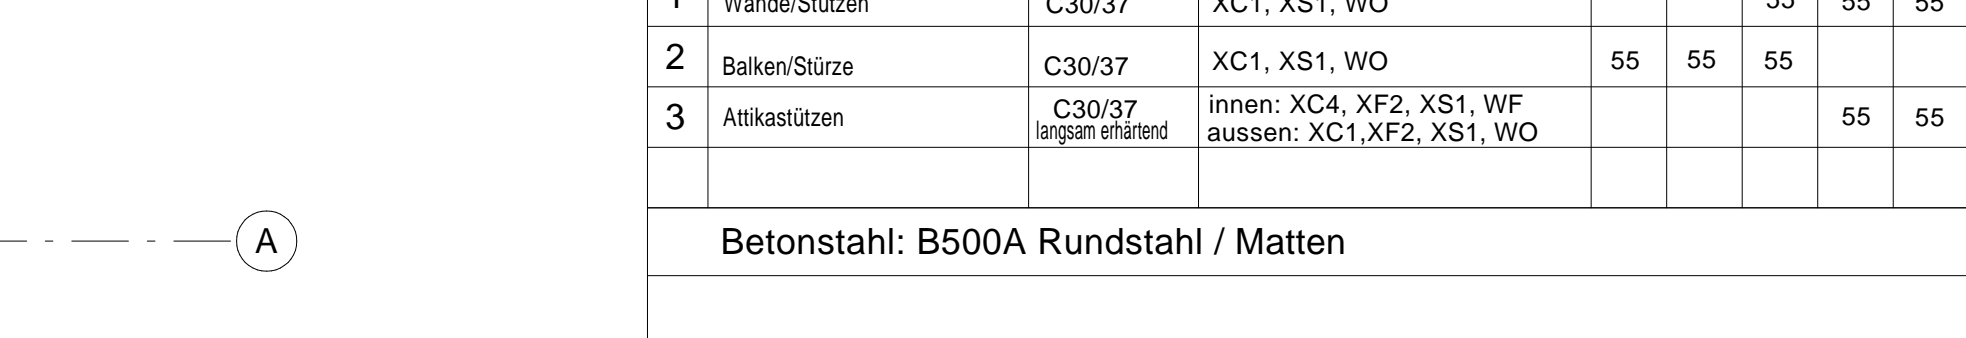 1 Wände/Stützen C30/37 XC1, XS1, WO 55 55 55
2 Balken/Stürze C30/37 XC1, XS1, WO 55 55 55
3 Attikastützen C30/37 langsam erhärtend innen: XC4, XF2, XS1, WF 55 55
aussen: XC1,XF2, XS1, WO
A
Betonstahl: B500A Rundstahl / Matten